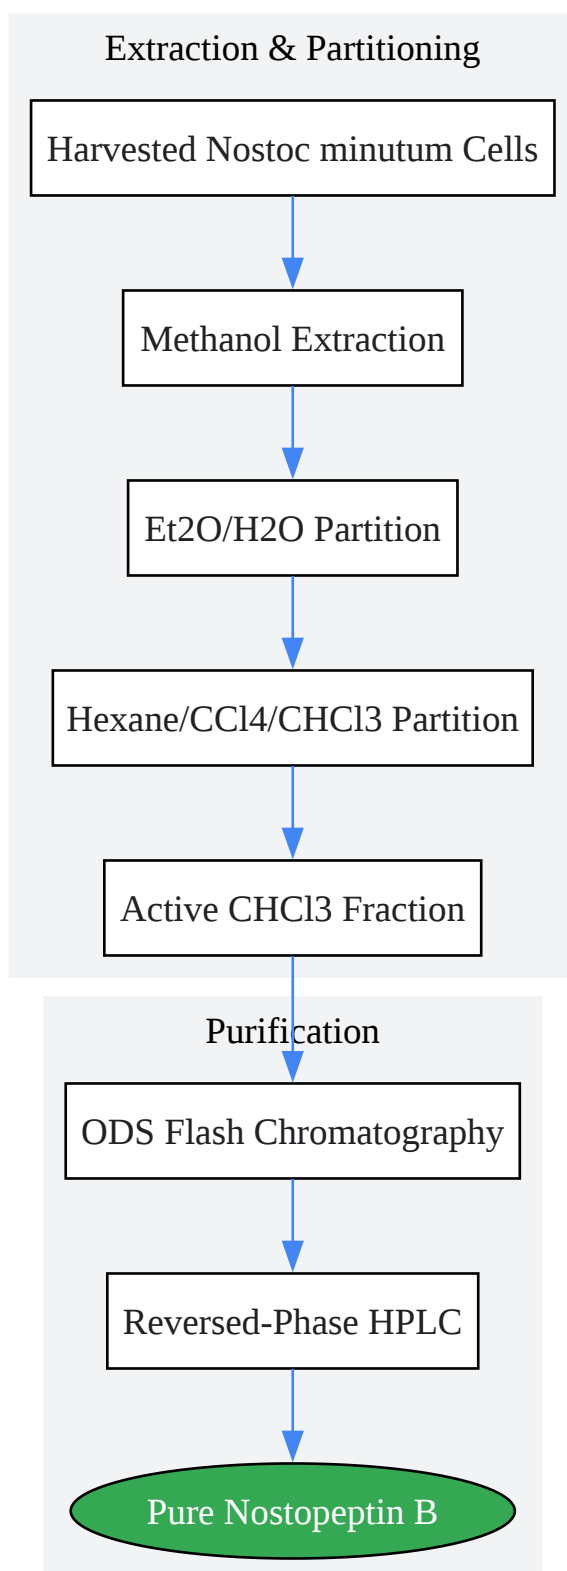 Extraction & Partitioning
Harvested Nostoc minutum Cells
Methanol Extraction
Et2O/H2O Partition
Hexane/CCl4/CHCl3 Partition
Active CHCl3 Fraction
Purification
ODS Flash Chromatography
Reversed-Phase HPLC
Pure Nostopeptin B